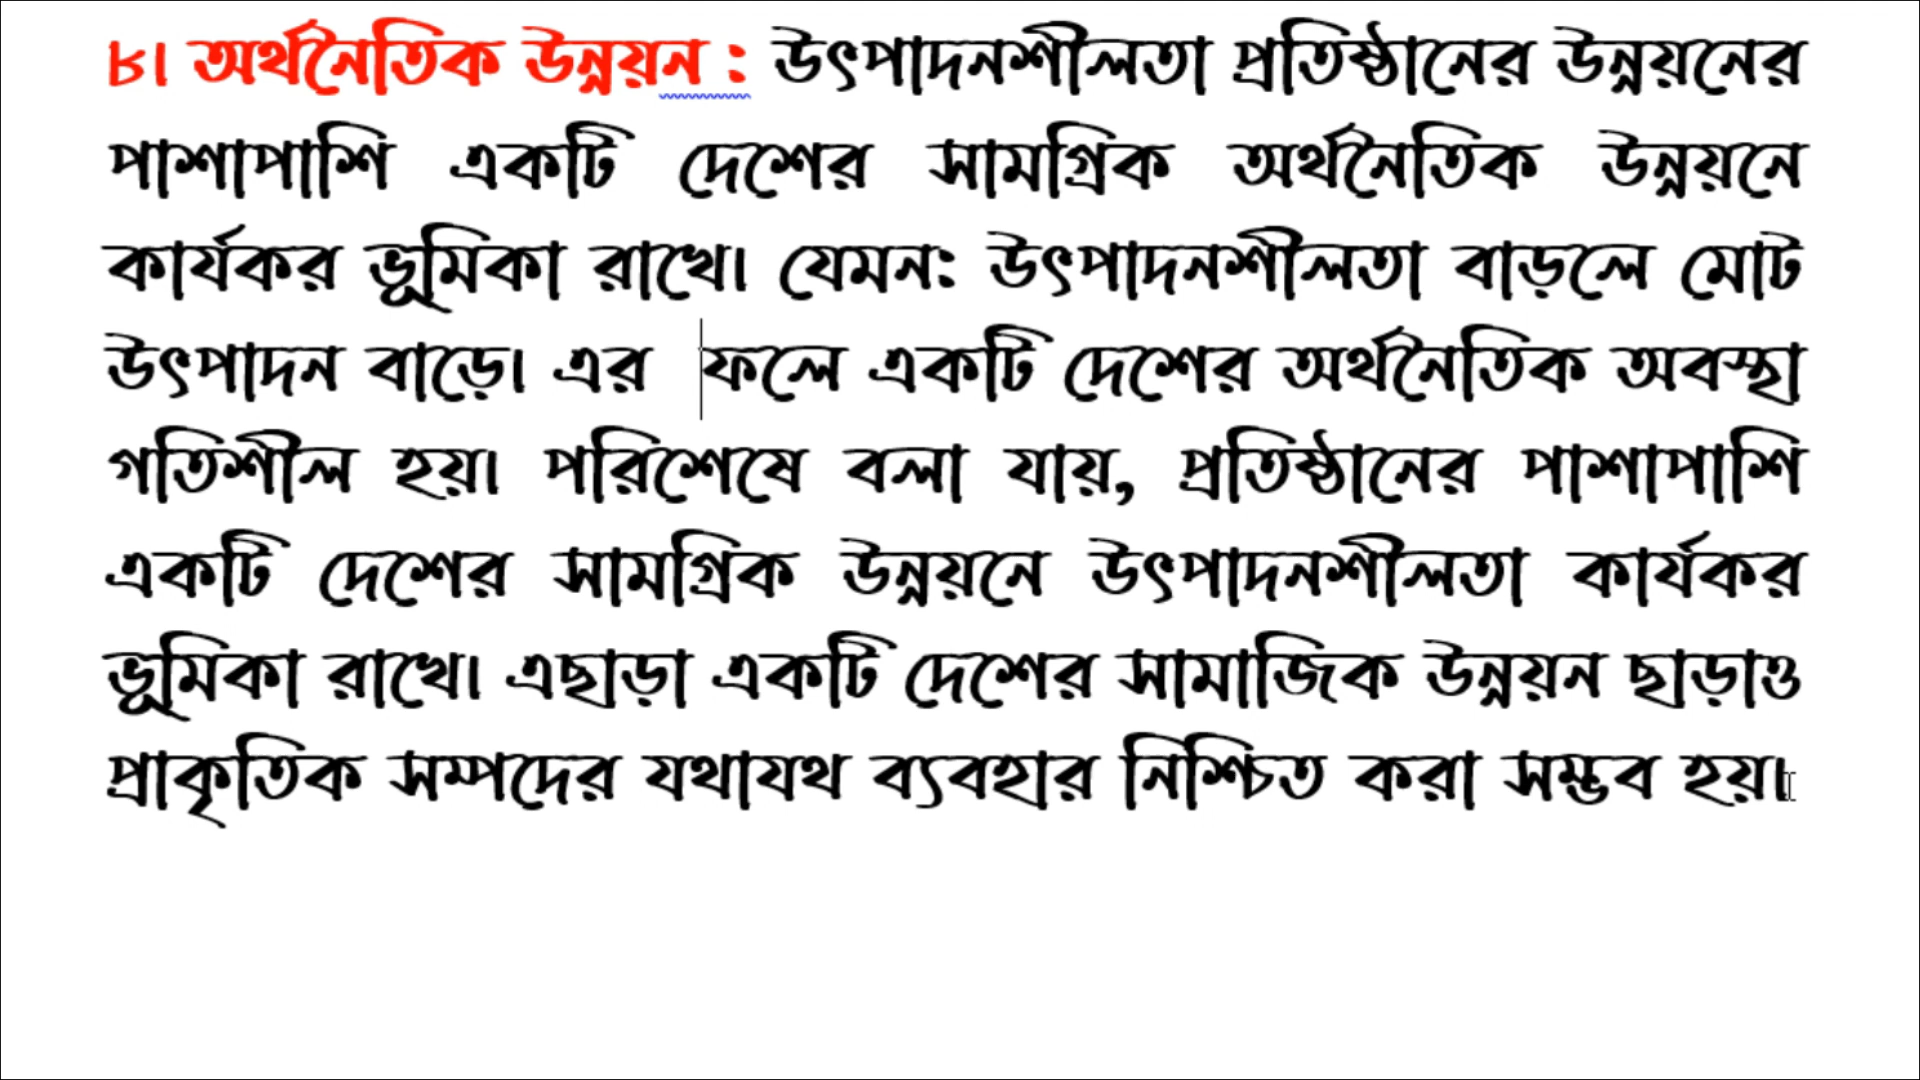 ৮। অর্থনৈতিক উন্নয়ন : উৎপাদনশীলতা প্রতিষ্ঠানের উন্নয়নের
পাশাপাশি একটি দেশের সামগ্রিক অর্থনৈতিক উন্নয়নে
কার্যকর ভূমিকা রাখে। যেমন: উৎপাদনশীলতা বাড়লে মোট
উৎপাদন বাড়ে। এর ফলে একটি দেশের অর্থনৈতিক অবস্থা
গতিশীল হয়। পরিশেষে বলা যায়, প্রতিষ্ঠানের পাশাপাশি
একটি দেশের সামগ্রিক উন্নয়নে উৎপাদনশীলতা কার্যকর
ভূমিকা রাখে। এছাড়া একটি দেশের সামাজিক উন্নয়ন ছাড়াও
প্রাকৃতিক সম্পদের যথাযথ ব্যবহার নিশ্চিত করা সম্ভব হয়।